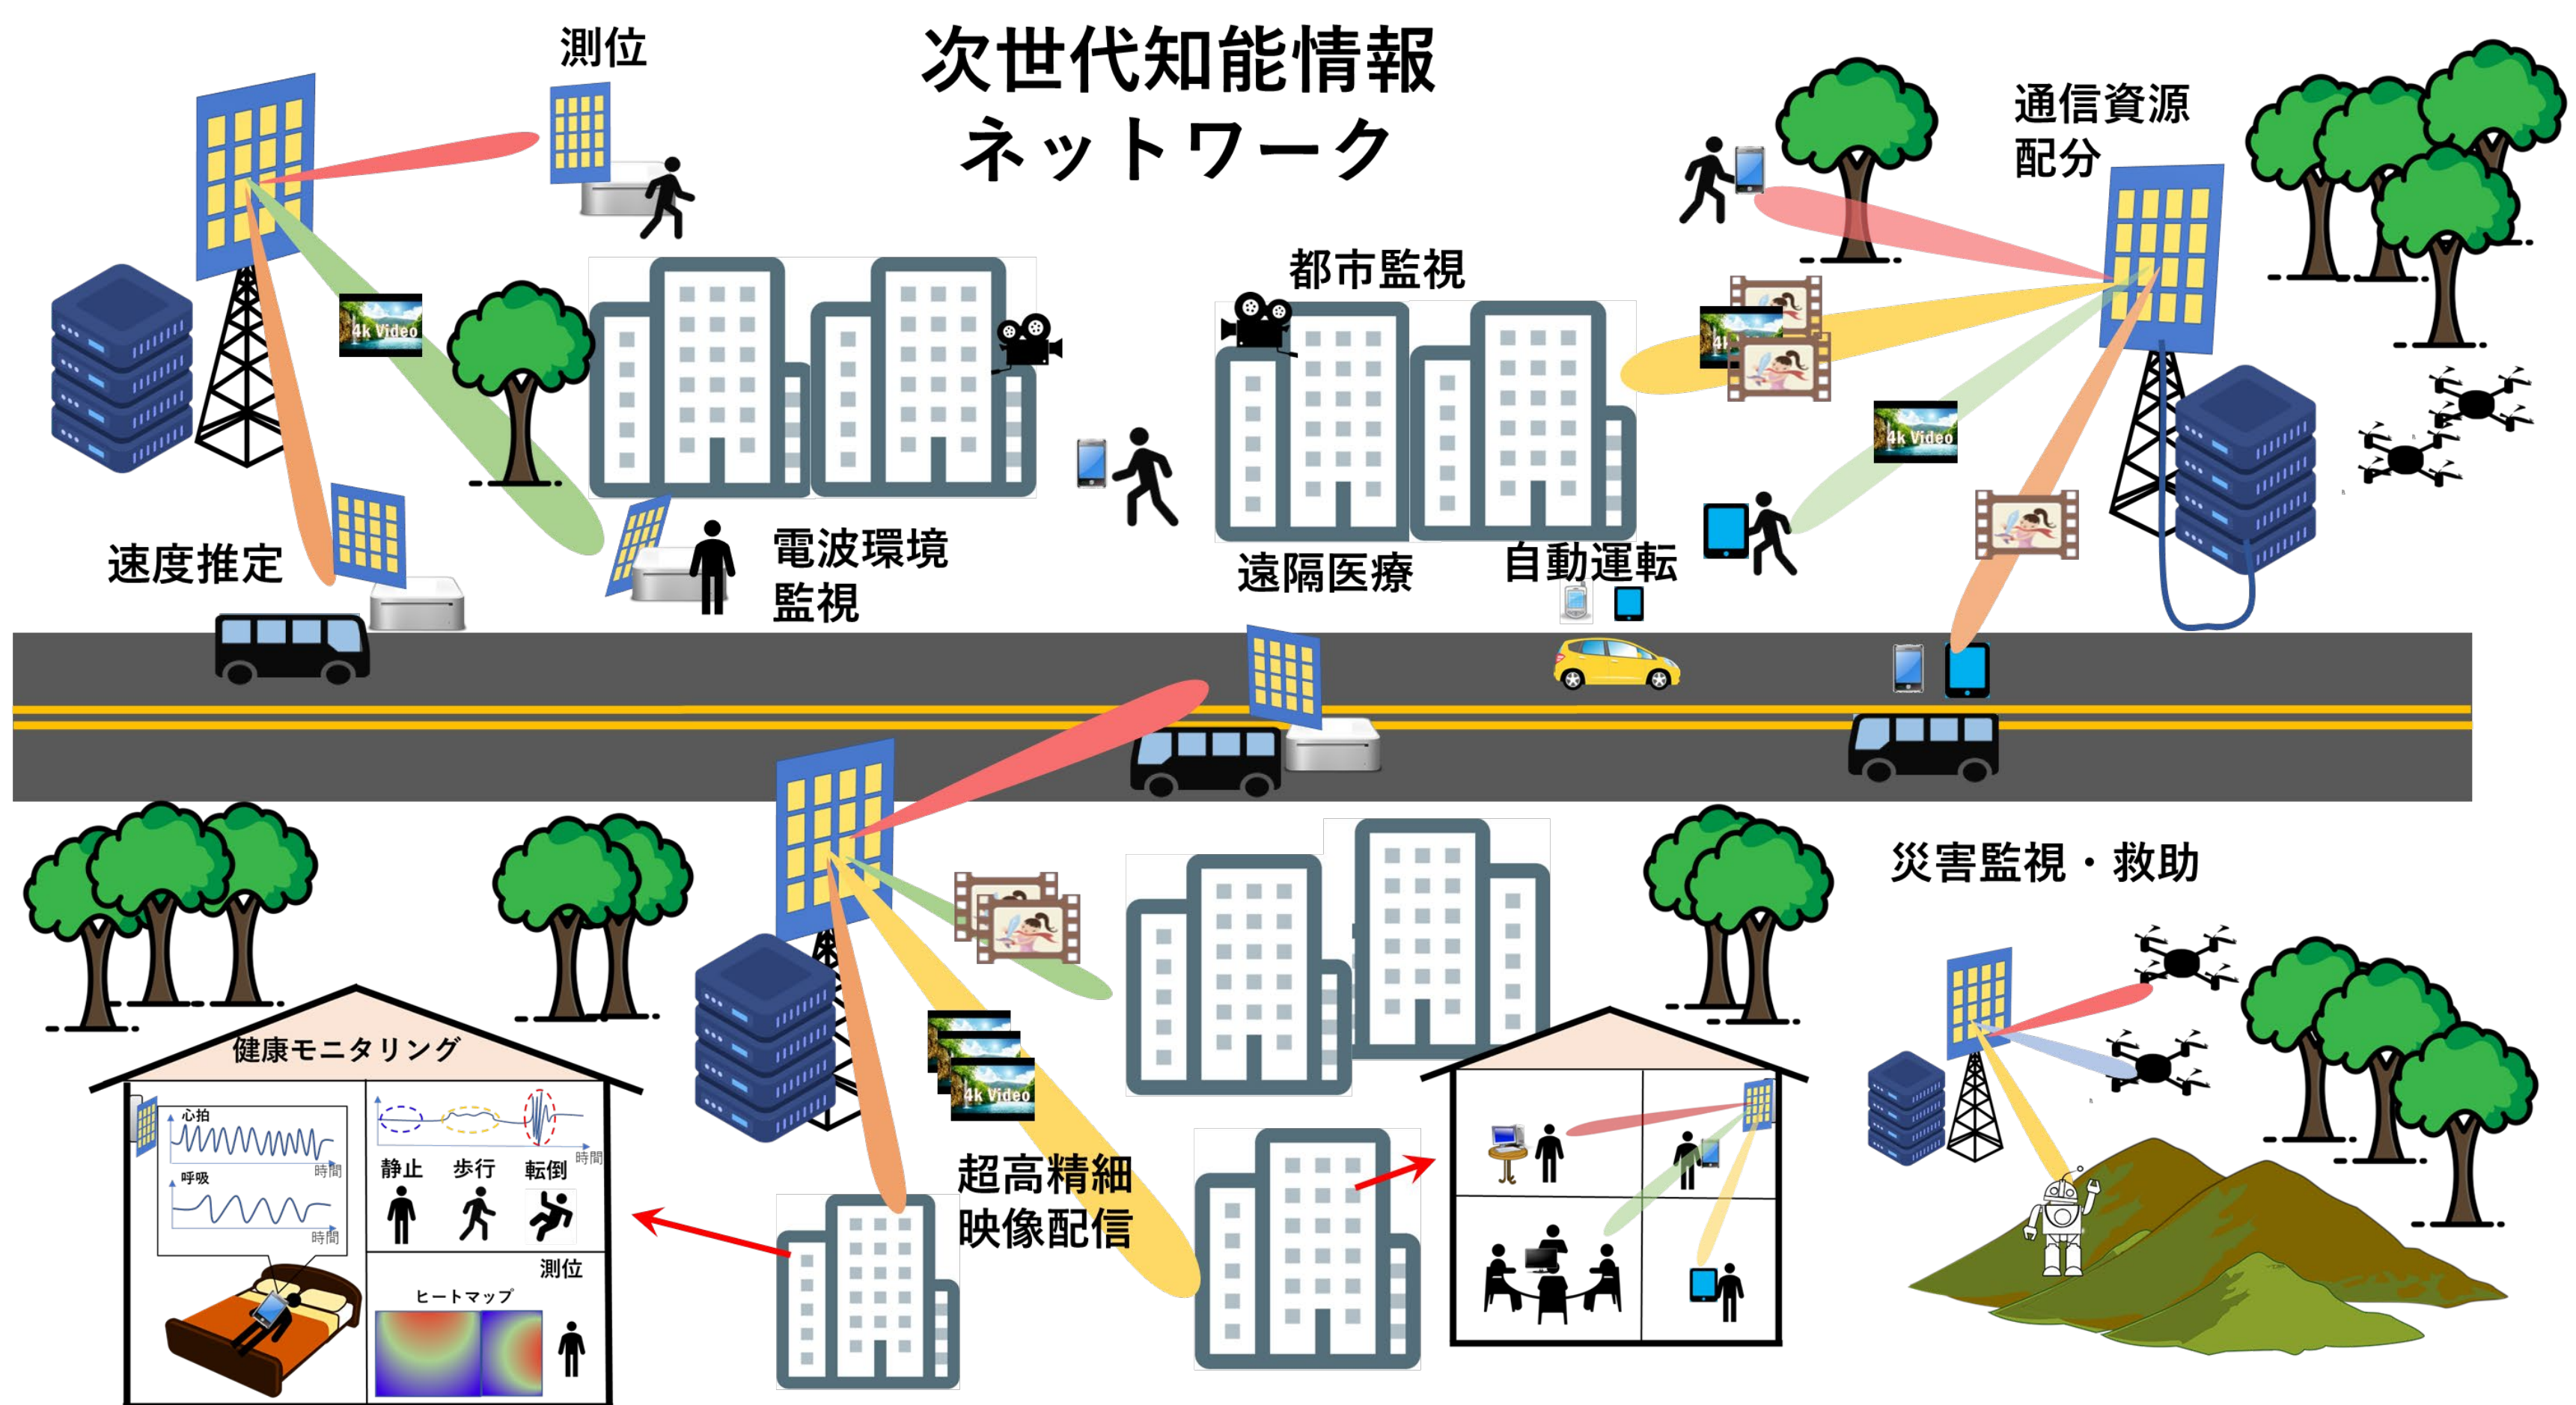 次世代知能情報
ネットワーク
測位
通信資源
配分
都市監視
4k Video
4k Video
速度推定
電波環境
監視
遠隔医療
自動運転
災害監視・救助
健康モニタリング
心拍
時間
呼吸
時間
静止
歩行
転倒
時間
測位
ヒートマップ
4k Video
超高精細
映像配信